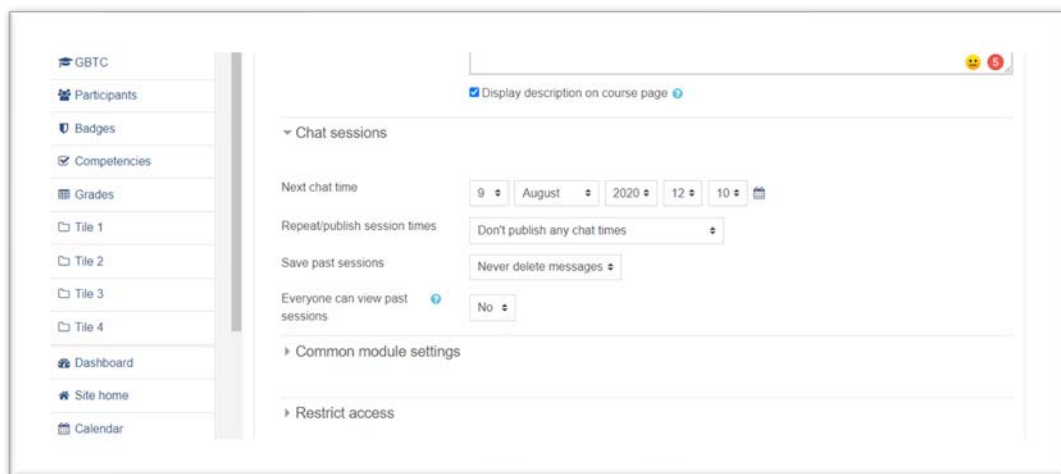 GBTC
Participants
Badges
Competencies
Grades
Tile 1
Tile 2
Tile 3
Tile 4
Dashboard
Site home
Calendar
5
Display description on course page
Chat sessions
Next chat time
9 August 2020 12 10
Repeat/publish session times
Don't publish any chat times
Save past sessions
Never delete messages
Everyone can view past
sessions
No
Common module settings
Restrict access